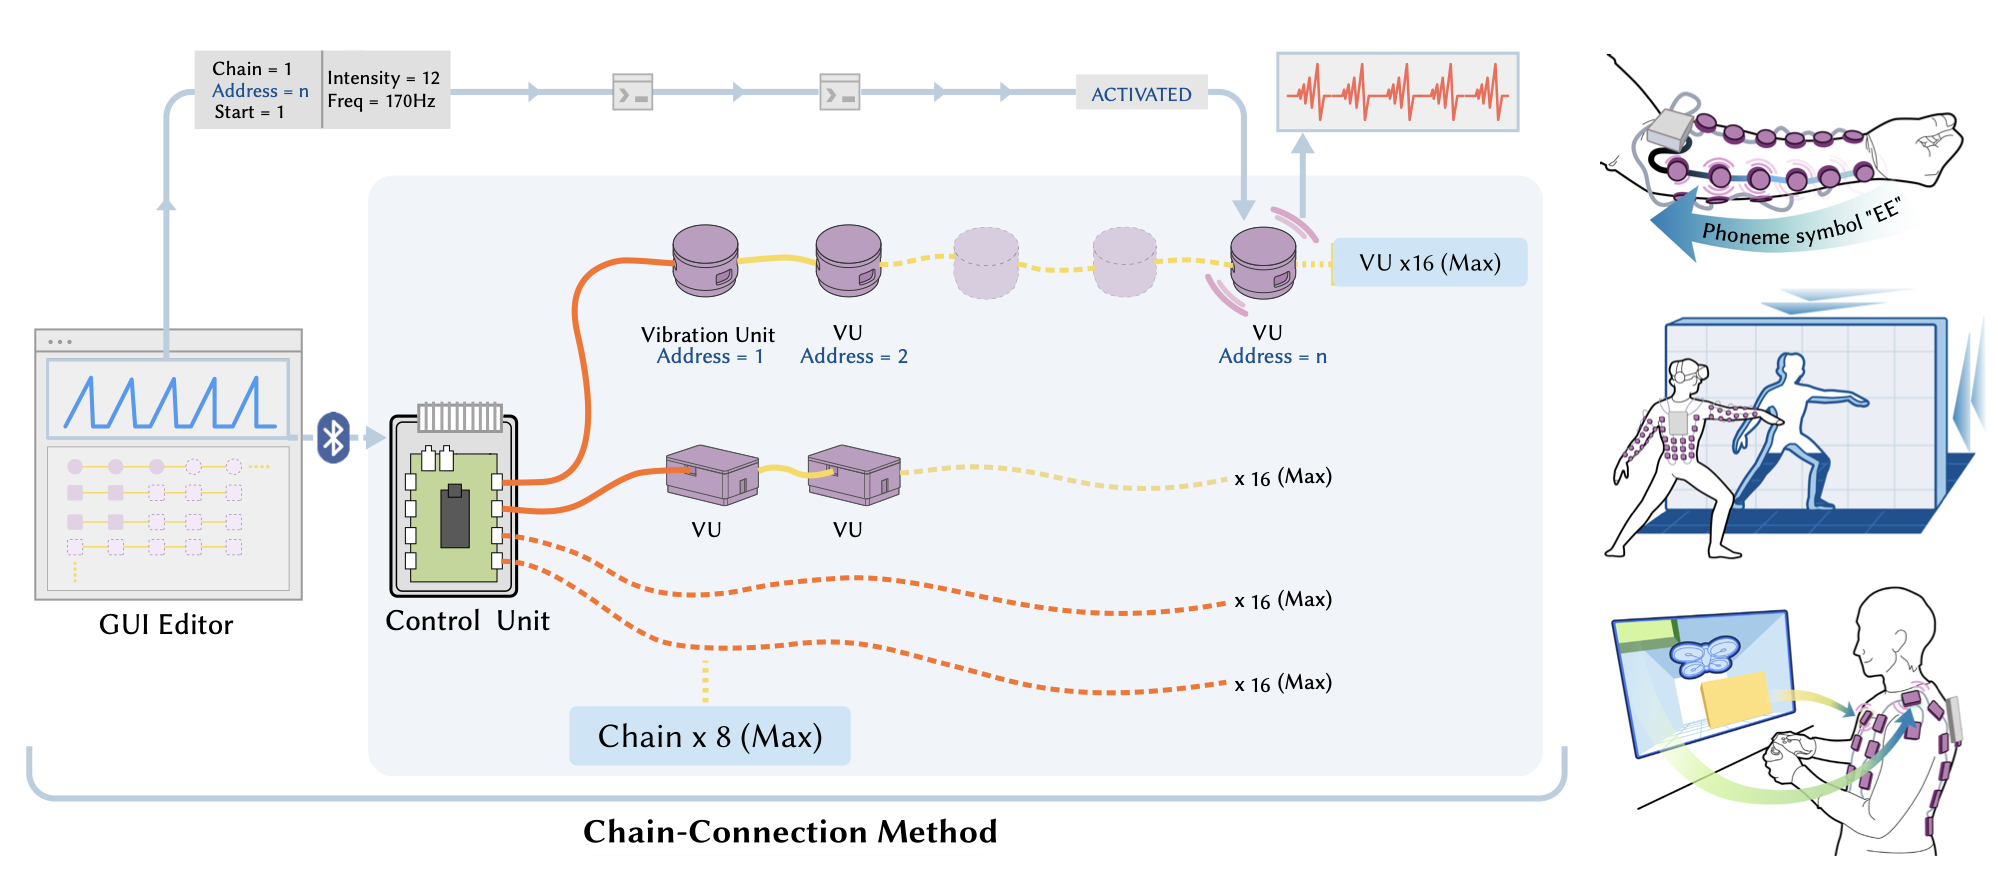 Chain = 1
Address = n
Start = 1
Intensity = 12
Freq = 170Hz
ACTIVATED
Phoneme symbol "EE"
VU x16 (Max)
Vibration Unit
Address = 1
VU
Address = 2
VU
Address = n
x 16 (Max)
VU
VU
x 16 (Max)
x 16 (Max)
GUI Editor
Control Unit
Chain x 8 (Max)
Chain-Connection Method